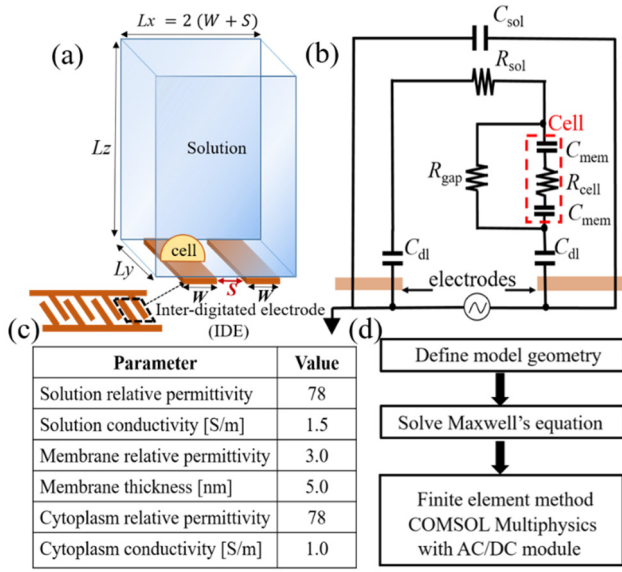 (a)
Lx = 2 (W + S)
Lz
Solution
cell
Ly
W
S
W
Inter-digitated electrode
(IDE)
(b)
Csol
Rsol
Cell
Cmem
Rgap
Rcell
Cmem
Cdl
Cdl
electrodes
(c)
Parameter Value
Solution relative permittivity 78
Solution conductivity [S/m] 1.5
Membrane relative permittivity 3.0
Membrane thickness [nm] 5.0
Cytoplasm relative permittivity 78
Cytoplasm conductivity [S/m] 1.0
(d)
Define model geometry
Solve Maxwell's equation
Finite element method
COMSOL Multiphysics
with AC/DC module